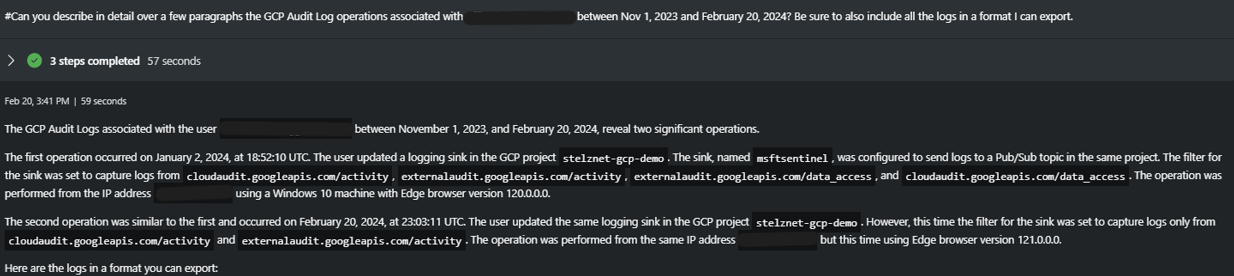 #Can you describe in detail over a few paragraphs the GCP Audit Log operations associated with between Nov 1, 2023 and February 20, 2024? Be sure to also include all the logs in a format I can export.
3 steps completed 57 seconds
Feb 20, 3:41 PM | 59 seconds
The GCP Audit Logs associated with the user between November 1, 2023, and February 20, 2024, reveal two significant operations.
The first operation occurred on January 2, 2024, at 18:52:10 UTC. The user updated a logging sink in the GCP project stelznet-gcp-demo. The sink, named msftsentinel, was configured to send logs to a Pub/Sub topic in the same project. The filter for
the sink was set to capture logs from cloudaudit.googleapis.com/activity, externalaudit.googleapis.com/activity, externalaudit.googleapis.com/data_access, and cloudaudit.googleapis.com/data_access. The operation was
performed from the IP address using a Windows 10 machine with Edge browser version 120.0.0.0.
The second operation was similar to the first and occurred on February 20, 2024, at 23:03:11 UTC. The user updated the same logging sink in the GCP project stelznet-gcp-demo. However, this time the filter for the sink was set to capture logs only from
cloudaudit.googleapis.com/activity and externalaudit.googleapis.com/activity. The operation was performed from the same IP address but this time using Edge browser version 121.0.0.0.
Here are the logs in a format you can export: